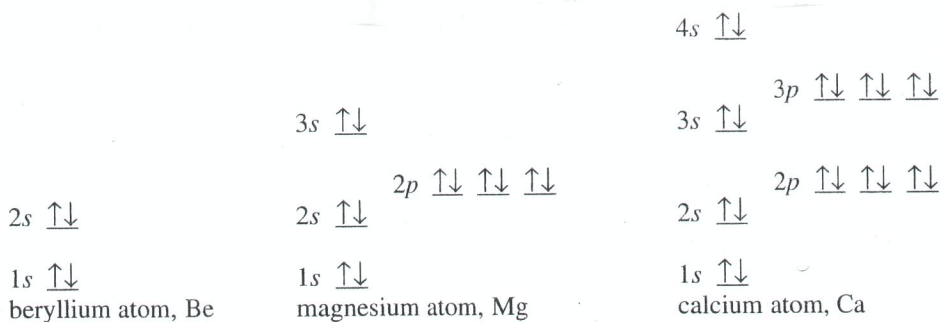 4s ↑↓
3p ↑↓ ↑↓ ↑↓
3s ↑↓
3s ↑↓
2p ↑↓ ↑↓ ↑↓
2p ↑↓ ↑↓ ↑↓
2s ↑↓
2s ↑↓
2s ↑↓
1s ↑↓
1s ↑↓
1s ↑↓
beryllium atom, Be
magnesium atom, Mg
calcium atom, Ca